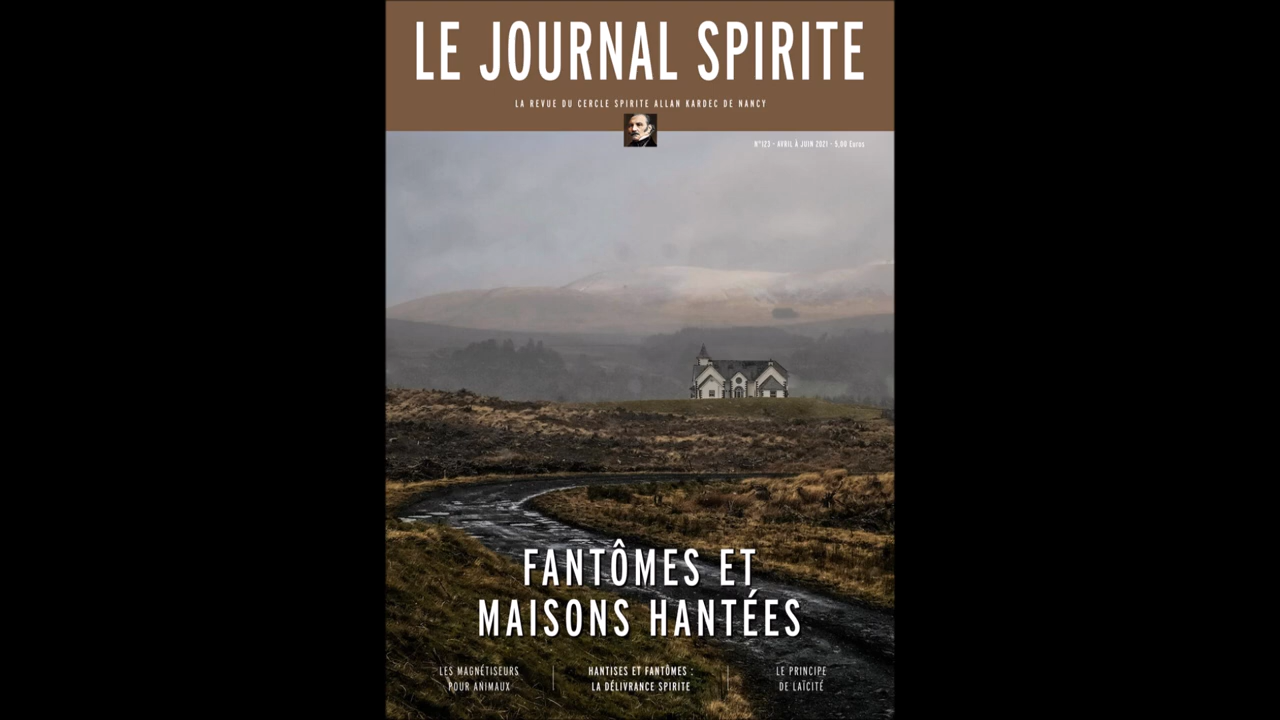 LE JOURNAL SPIRITE
LA REVUE DU CERCLE SPIRITE ALLAN KARDEC DE NANCY
N°123 - AVRIL À JUIN 2021 - 5,00 Euros
FANTÔMES ET
MAISONS HANTÉES
LES MAGNÉTISEURS
POUR ANIMAUX
HANTISES ET FANTÔMES :
LA DÉLIVRANCE SPIRITE
LE PRINCIPE
DE LAÏCITÉ